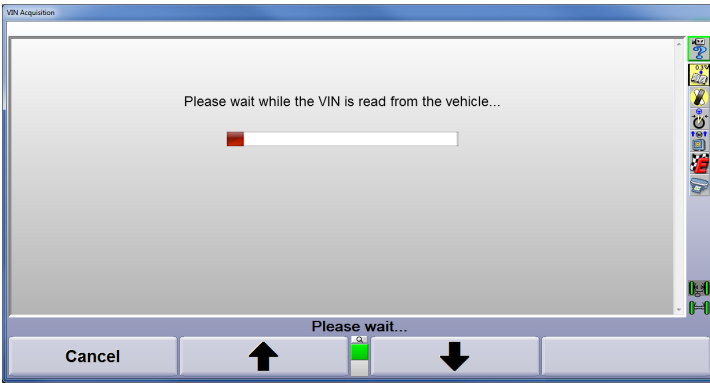 VIN Acquisition
Please wait while the VIN is read from the vehicle...
Please wait...
Cancel